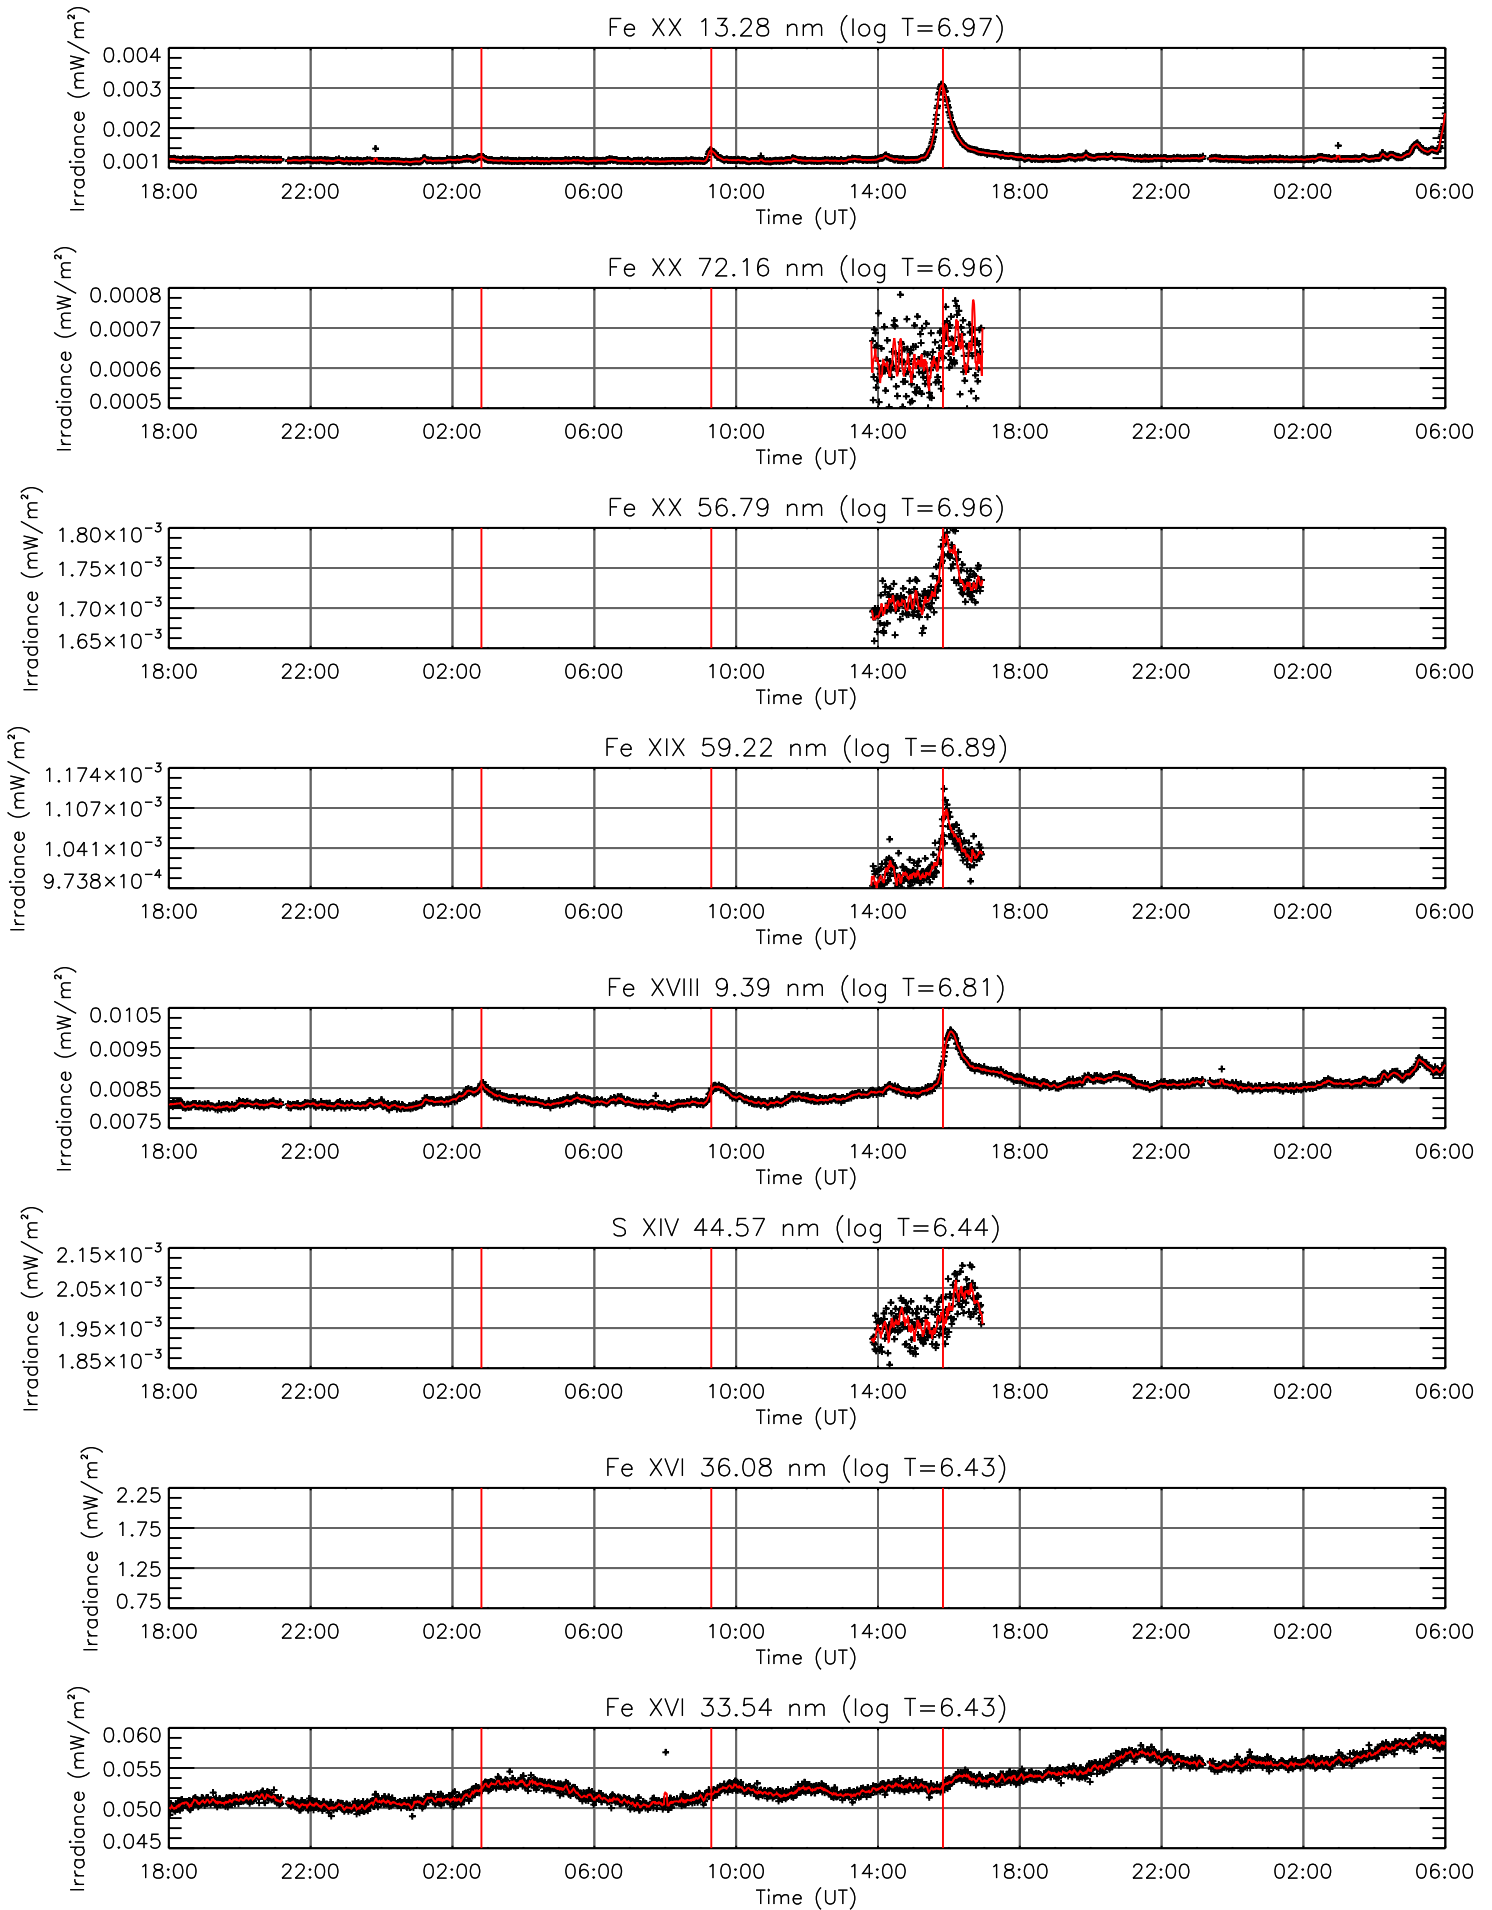 Fe XX 13.28 nm (log T=6.97)
Irradiance (mW/m²)
0.004
0.003
0.002
0.001
18:00 22:00 02:00 06:00 10:00 14:00 18:00 22:00 02:00 06:00
Time (UT)
Fe XX 72.16 nm (log T=6.96)
Irradiance (mW/m²)
0.0008
0.0007
0.0006
0.0005
18:00 22:00 02:00 06:00 10:00 14:00 18:00 22:00 02:00 06:00
Time (UT)
Fe XX 56.79 nm (log T=6.96)
Irradiance (mW/m²)
1.80×10⁻³
1.75×10⁻³
1.70×10⁻³
1.65×10⁻³
18:00 22:00 02:00 06:00 10:00 14:00 18:00 22:00 02:00 06:00
Time (UT)
Fe XIX 59.22 nm (log T=6.89)
Irradiance (mW/m²)
1.174×10⁻³
1.107×10⁻³
1.041×10⁻³
9.738×10⁻⁴
18:00 22:00 02:00 06:00 10:00 14:00 18:00 22:00 02:00 06:00
Time (UT)
Fe XVIII 9.39 nm (log T=6.81)
Irradiance (mW/m²)
0.0105
0.0095
0.0085
0.0075
18:00 22:00 02:00 06:00 10:00 14:00 18:00 22:00 02:00 06:00
Time (UT)
S XIV 44.57 nm (log T=6.44)
Irradiance (mW/m²)
2.15×10⁻³
2.05×10⁻³
1.95×10⁻³
1.85×10⁻³
18:00 22:00 02:00 06:00 10:00 14:00 18:00 22:00 02:00 06:00
Time (UT)
Fe XVI 36.08 nm (log T=6.43)
Irradiance (mW/m²)
2.25
1.75
1.25
0.75
18:00 22:00 02:00 06:00 10:00 14:00 18:00 22:00 02:00 06:00
Time (UT)
Fe XVI 33.54 nm (log T=6.43)
Irradiance (mW/m²)
0.060
0.055
0.050
0.045
18:00 22:00 02:00 06:00 10:00 14:00 18:00 22:00 02:00 06:00
Time (UT)